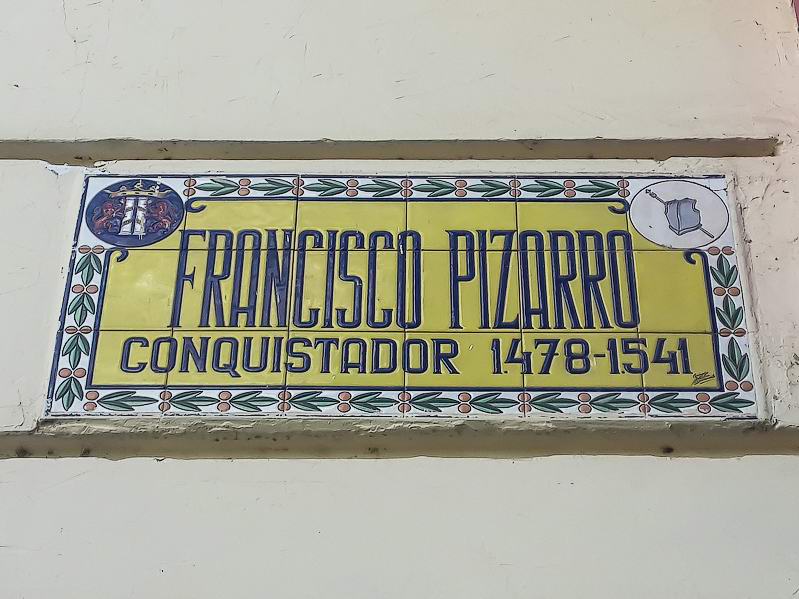 FRANCISCO PIZARRO
CONQUISTADOR 1478-1541